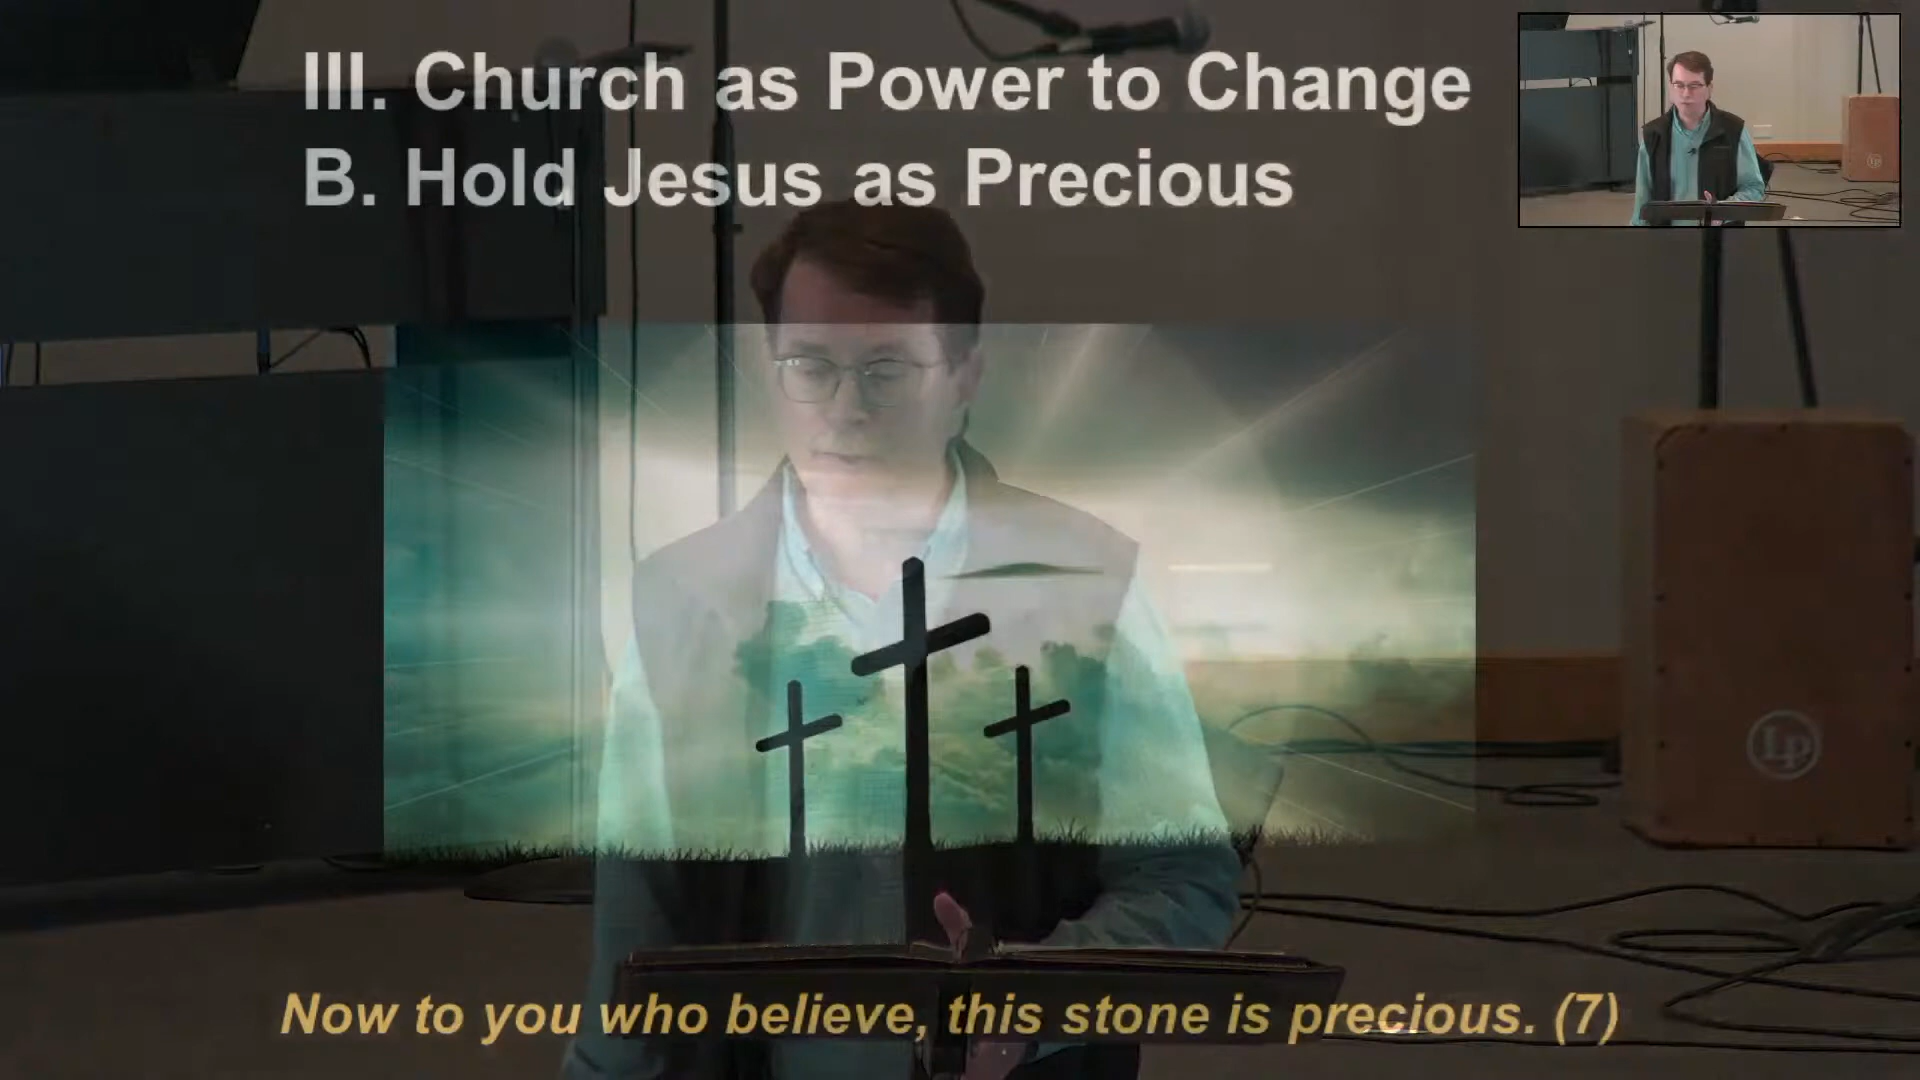 III. Church as Power to Change
B. Hold Jesus as Precious
Lp
Now to you who believe, this stone is precious. (7)